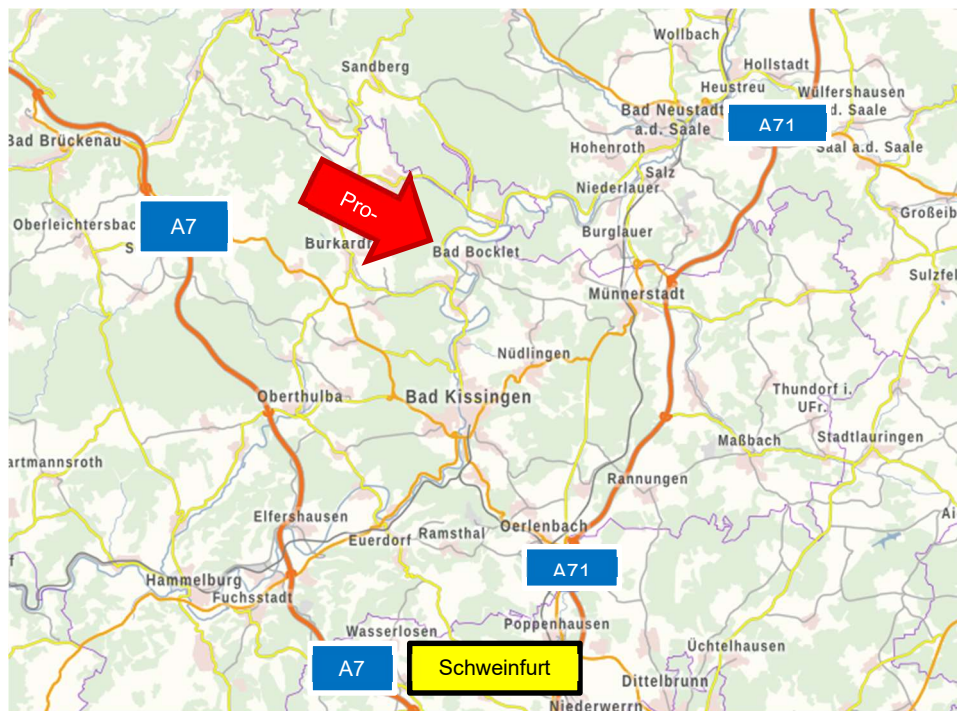 Wollbach
Hollstadt
Sandberg
Heustreu
Wülfershausen
a.d. Saale
Bad Neustadt
a.d. Saale
A71
Bad Brückenau
Hohenroth
Saal a.d. Saale
Salz
Niederlauer
Pro-
Oberleichtersbac
A7
Großeib
S
Burkard
Burglauer
Bad Bocklet
Sulzfel
Münnerstadt
Nüdlingen
Oberthulba
Bad Kissingen
Thundorf i.
UFr.
Maßbach
Stadtlauringen
artmannsroth
Rannungen
Elfershausen
Oerlenbach
Ai
Euerdorf
Ramsthal
f
A71
Hammelburg
Fuchsstadt
Poppenhausen
Wasserlosen
Üchtelhausen
A7
Schweinfurt
Dittelbrunn
Niederwerrn